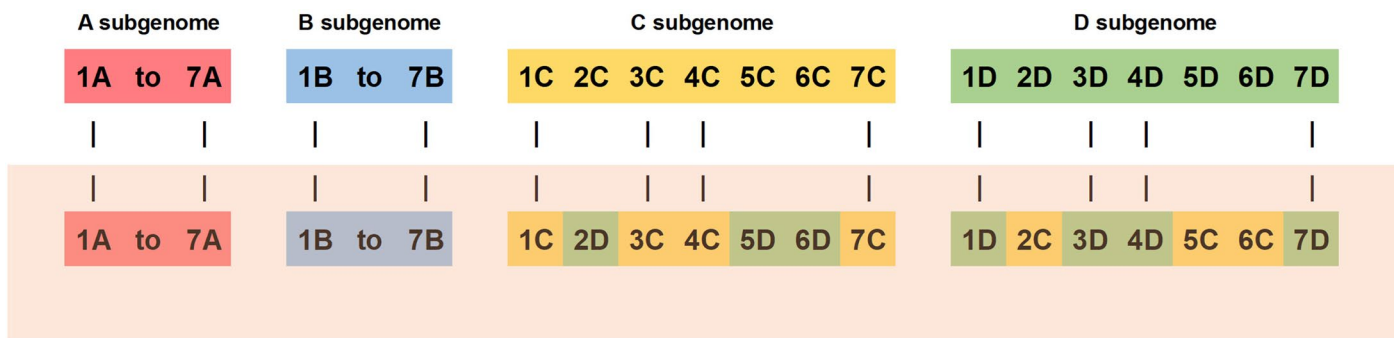 A subgenome B subgenome C subgenome D subgenome
1A to 7A 1B to 7B 1C 2C 3C 4C 5C 6C 7C 1D 2D 3D 4D 5D 6D 7D
| | | | | | | | | | | |
| | | | | | | | | | | |
1A to 7A 1B to 7B 1C 2D 3C 4C 5D 6D 7C 1D 2C 3D 4D 5C 6C 7D